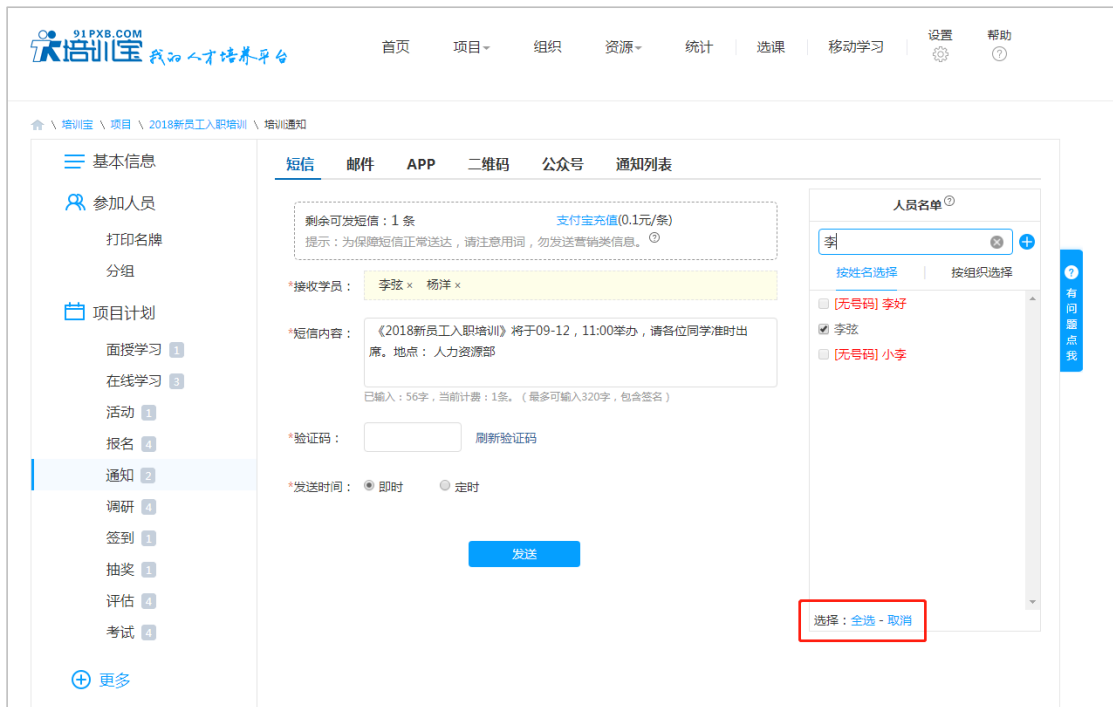 91PXB.COM
培训宝 我的人才培养平台
首页 项目 组织 资源 统计 选课 移动学习 设置 帮助
\ 培训宝 \ 项目 \ 2018新员工入职培训 \ 培训通知
基本信息
参加人员
打印名牌
分组
项目计划
面授学习 1
在线学习 3
活动 1
报名 4
通知 2
调研 4
签到 1
抽奖 1
评估 4
考试 4
更多
短信 邮件 APP 二维码 公众号 通知列表
剩余可发短信：1 条 支付宝充值(0.1元/条)
提示：为保障短信正常送达，请注意用词，勿发送营销类信息。?
*接收学员： 李弦 × 杨洋 ×
*短信内容： 《2018新员工入职培训》将于09-12，11:00举办，请各位同学准时出
席。地点： 人力资源部
已输入：56字，当前计费：1条。（最多可输入320字，包含签名）
*验证码： 刷新验证码
*发送时间： 即时 定时
发送
人员名单 ?
李
按姓名选择 按组织选择
[无号码] 李好
李弦
[无号码] 小李
选择：全选 - 取消
?
有问题点我